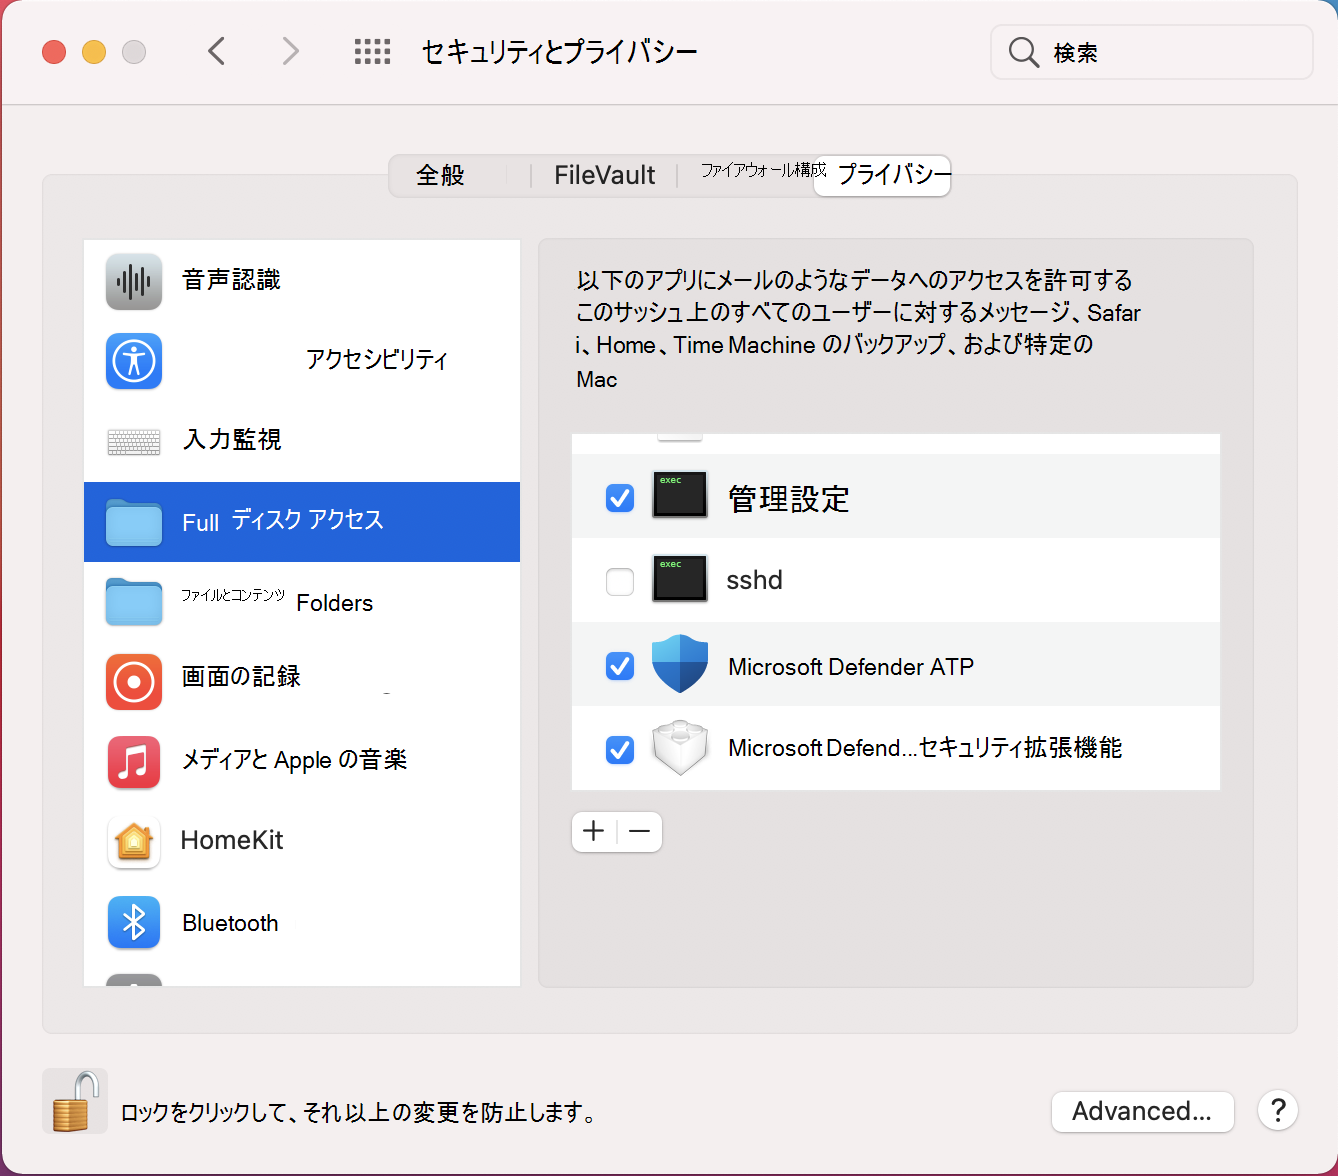 セキュリティとプライバシー
検索
全般
FileVault
ファイアウォール構成
プライバシー
音声認識
アクセシビリティ
入力監視
Full ディスク アクセス
ファイルとコンテンツ Folders
画面の記録
メディアと Apple の音楽
HomeKit
Bluetooth
以下のアプリにメールのようなデータへのアクセスを許可する
このサッシュ上のすべてのユーザーに対するメッセージ、Safar
i、Home、Time Machine のバックアップ、および特定の
Mac
exec
管理設定
exec
sshd
Microsoft Defender ATP
Microsoft Defend...セキュリティ拡張機能
ロックをクリックして、それ以上の変更を防止します。
Advanced...
?